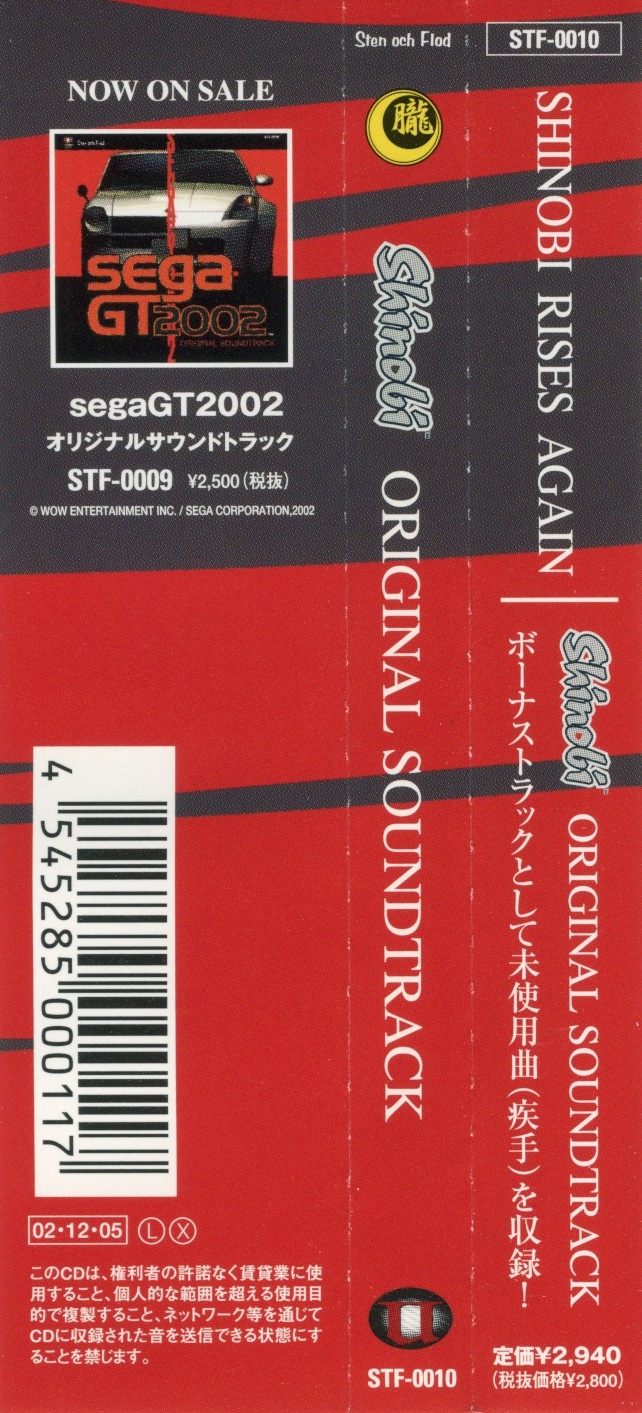 NOW ON SALE
Sten och Flod
sega
GT2002
ORIGINAL SOUNDTRACK
segaGT2002
オリジナルサウンドトラック
STF-0009 ¥2,500(税抜)
© WOW ENTERTAINMENT INC. / SEGA CORPORATION,2002
4 545285 000117
02・12・05 Ⓛ Ⓧ
このCDは、権利者の許諾なく賃貸業に使
用すること、個人的な範囲を超える使用目
的で複製すること、ネットワーク等を通じて
CDに収録された音を送信できる状態にす
ることを禁じます。
Sten och Flod
朧
Shinobi
ORIGINAL SOUNDTRACK
STF-0010
STF-0010
SHINOBI RISES AGAIN
Shinobi ORIGINAL SOUNDTRACK
ボーナストラックとして未使用曲(疾手)を収録!
定価¥2,940
(税抜価格¥2,800)